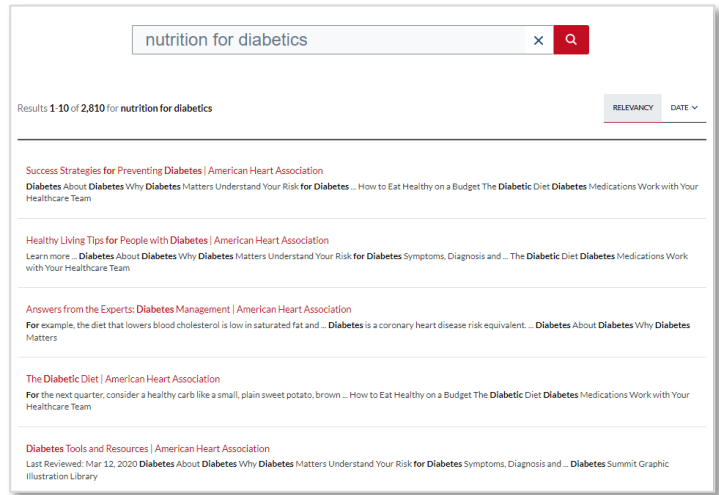 nutrition for diabetics
Results 1-10 of 2,810 for nutrition for diabetics
RELEVANCY DATE
Success Strategies for Preventing Diabetes | American Heart Association
Diabetes About Diabetes Why Diabetes Matters Understand Your Risk for Diabetes ... How to Eat Healthy on a Budget The Diabetic Diet Diabetes Medications Work with Your
Healthcare Team
Healthy Living Tips for People with Diabetes | American Heart Association
Learn more ... Diabetes About Diabetes Why Diabetes Matters Understand Your Risk for Diabetes Symptoms, Diagnosis and ... The Diabetic Diet Diabetes Medications Work
with Your Healthcare Team
Answers from the Experts: Diabetes Management | American Heart Association
For example, the diet that lowers blood cholesterol is low in saturated fat and ... Diabetes is a coronary heart disease risk equivalent. ... Diabetes About Diabetes Why Diabetes
Matters
The Diabetic Diet | American Heart Association
For the next quarter, consider a healthy carb like a small, plain sweet potato, brown ... How to Eat Healthy on a Budget The Diabetic Diet Diabetes Medications Work with Your
Healthcare Team
Diabetes Tools and Resources | American Heart Association
Last Reviewed: Mar 12, 2020 Diabetes About Diabetes Why Diabetes Matters Understand Your Risk for Diabetes Symptoms, Diagnosis and ... Diabetes Summit Graphic
Illustration Library